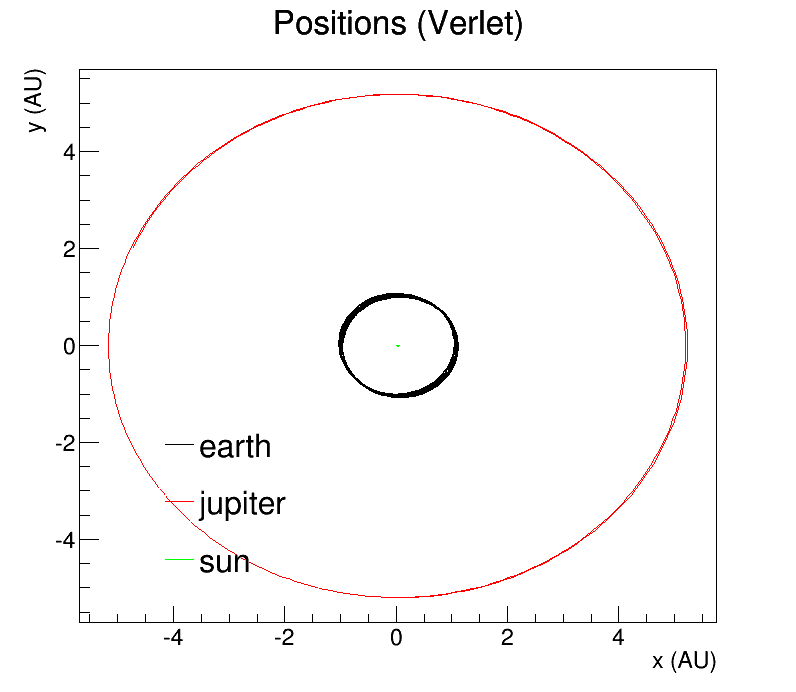 Positions (Verlet)
y (AU)
4
2
0
-2
-4
earth
jupiter
sun
-4 -2 0 2 4
x (AU)